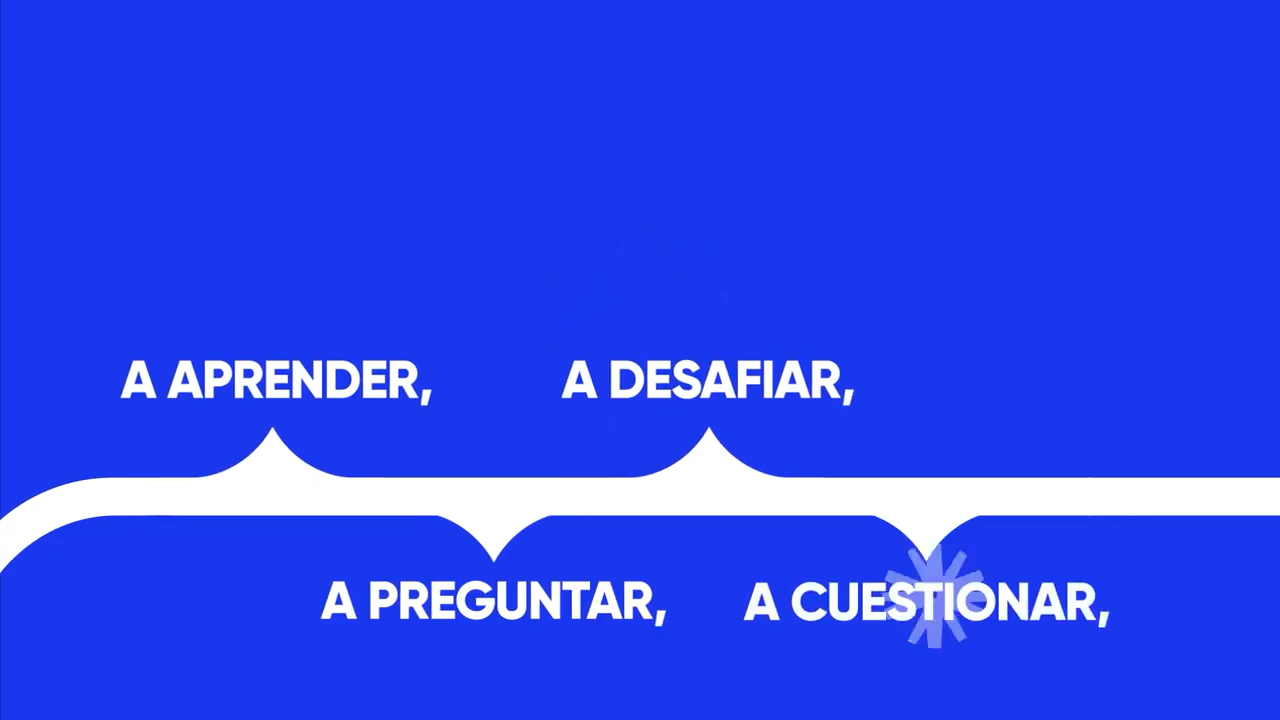 A APRENDER,
A PREGUNTAR,
A DESAFIAR,
A CUESTIONAR,